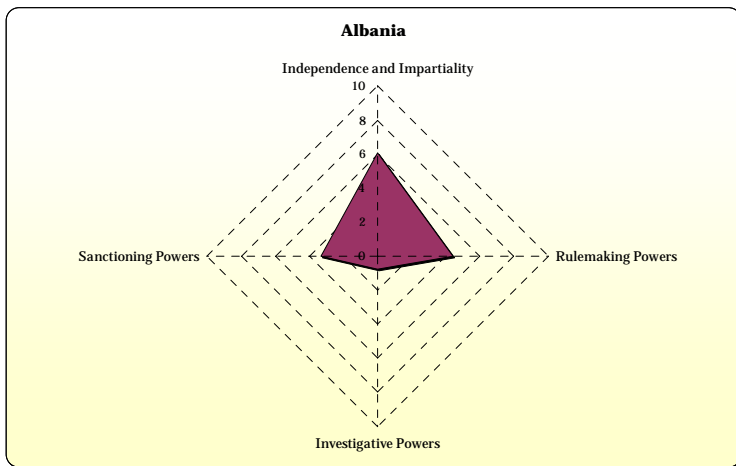 Albania
Independence and Impartiality
10
8
6
4
2
Sanctioning Powers 0 Rulemaking Powers
Investigative Powers